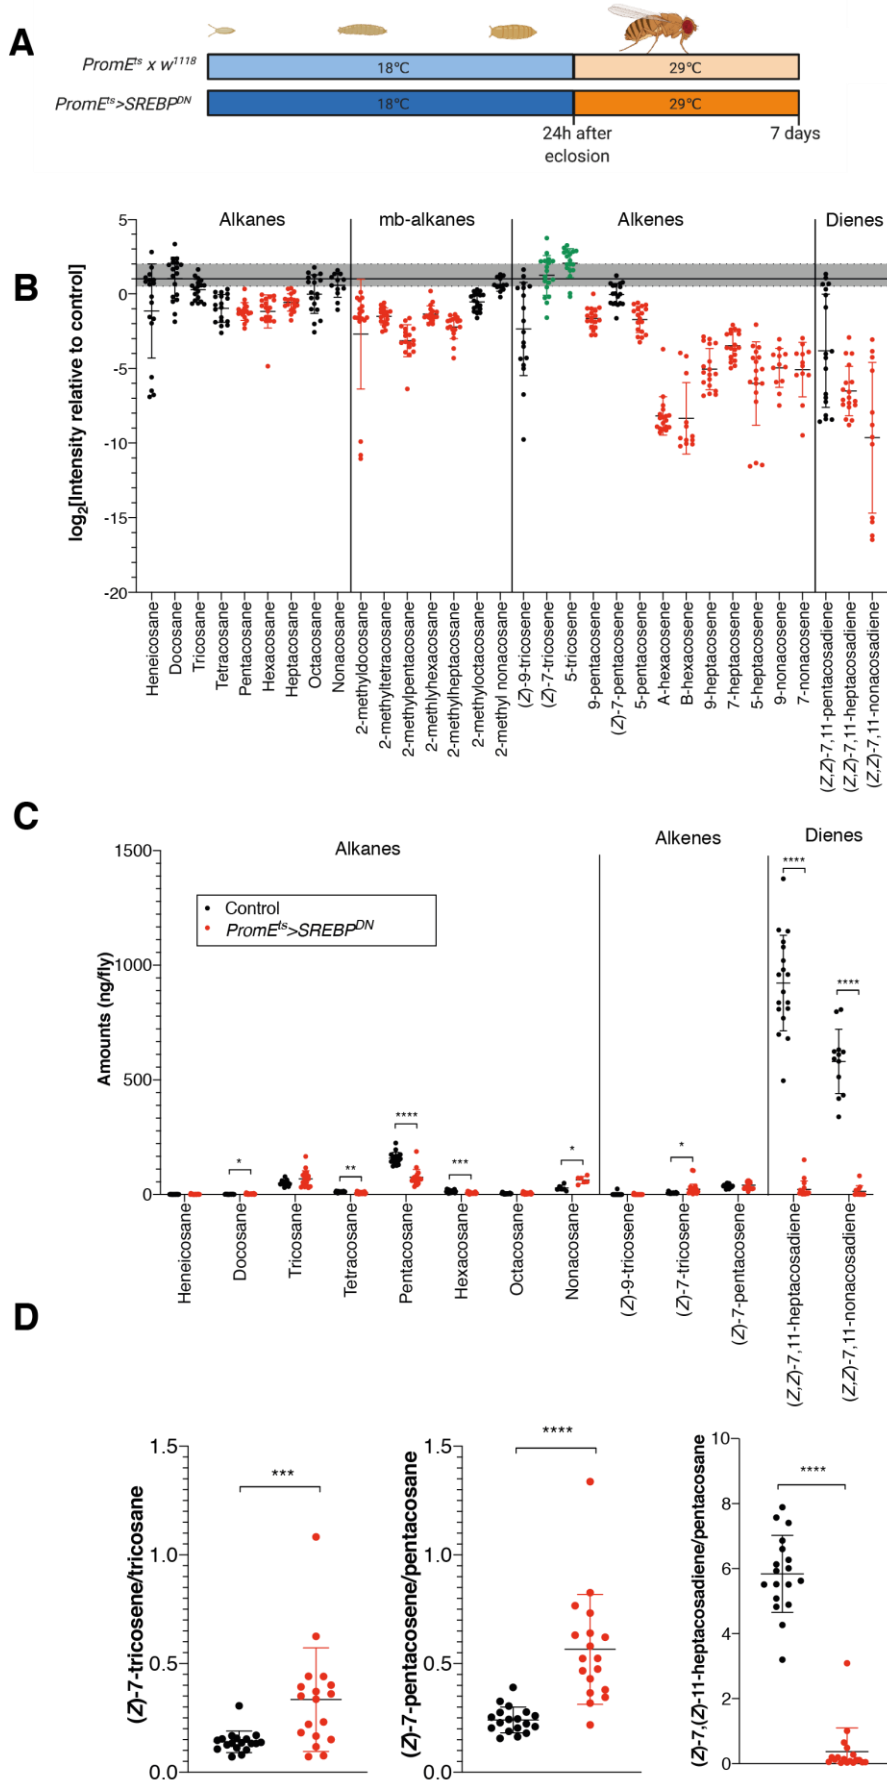 A
PromE^ts x w^1118
18°C
29°C
PromE^ts>SREBP^DN
18°C
29°C
24h after
eclosion
7 days
B
Alkanes
mb-alkanes
Alkenes
Dienes
log₂[Intensity relative to control]
5
0
-5
-10
-15
-20
Heneicosane
Docosane
Tricosane
Tetracosane
Pentacosane
Hexacosane
Heptacosane
Octacosane
Nonacosane
2-methyldocosane
2-methyltetracosane
2-methylpentacosane
2-methlyhexacosane
2-methylheptacosane
2-methyloctacosane
2-methyl nonacosane
(Z)-9-tricosene
(Z)-7-tricosene
5-tricosene
9-pentacosene
(Z)-7-pentacosene
5-pentacosene
A-hexacosene
B-hexacosene
9-heptacosene
7-heptacosene
5-heptacosene
9-nonacosene
7-nonacosene
(Z,Z)-7,11-pentacosadiene
(Z,Z)-7,11-heptacosadiene
(Z,Z)-7,11-nonacosadiene
C
Alkanes
Alkenes
Dienes
Control
PromE^ts>SREBP^DN
Amounts (ng/fly)
1500
1000
500
0
*
**
****
***
*
*
****
****
Heneicosane
Docosane
Tricosane
Tetracosane
Pentacosane
Hexacosane
Octacosane
Nonacosane
(Z)-9-tricosene
(Z)-7-tricosene
(Z)-7-pentacosene
(Z,Z)-7,11-heptacosadiene
(Z,Z)-7,11-nonacosadiene
D
(Z)-7-tricosene/tricosane
1.5
1.0
0.5
0.0
***
(Z)-7-pentacosene/pentacosane
1.5
1.0
0.5
0.0
****
(Z)-7,(Z)-11-heptacosadiene/pentacosane
10
8
6
4
2
0
****